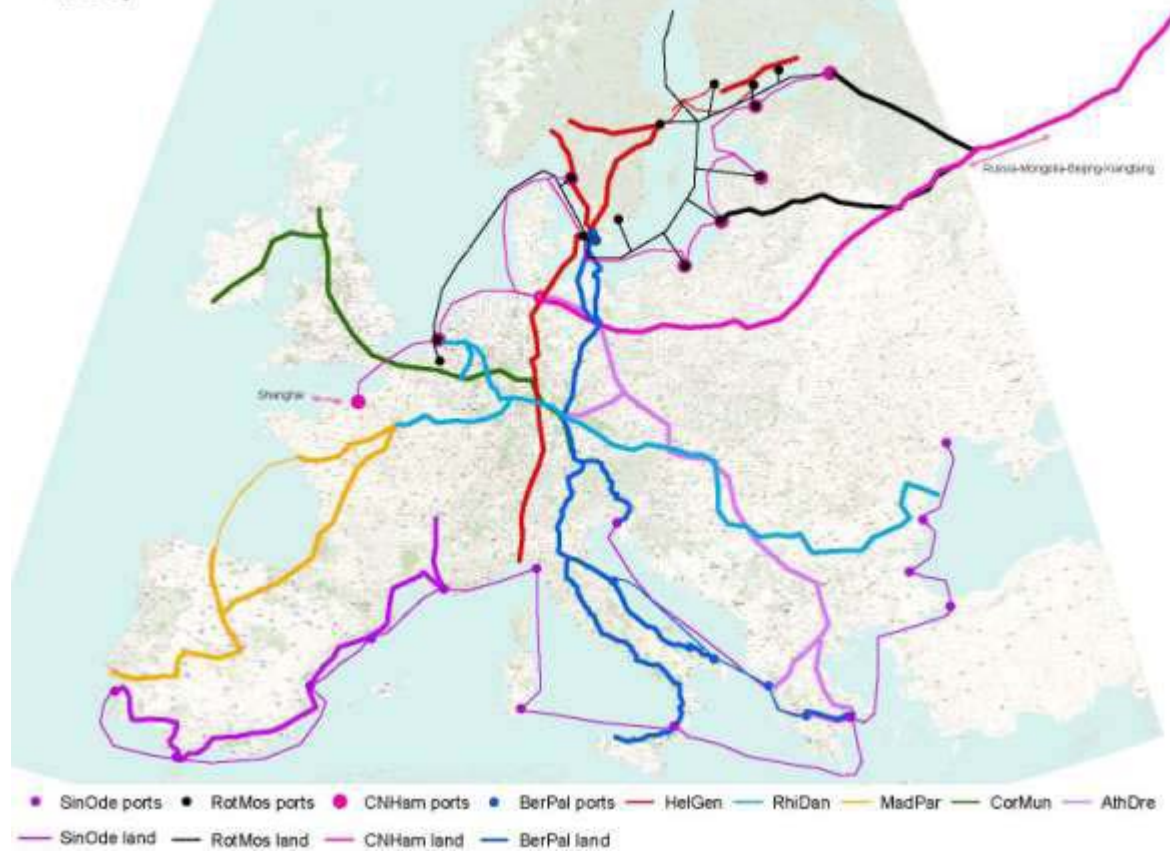 Russia-Mongolia-Beijing-Xiangtang
Shanghai
SinOde ports RotMos ports CNHam ports BerPal ports HelGen RhiDan MadPar CorMun AthDre
SinOde land RotMos land CNHam land BerPal land